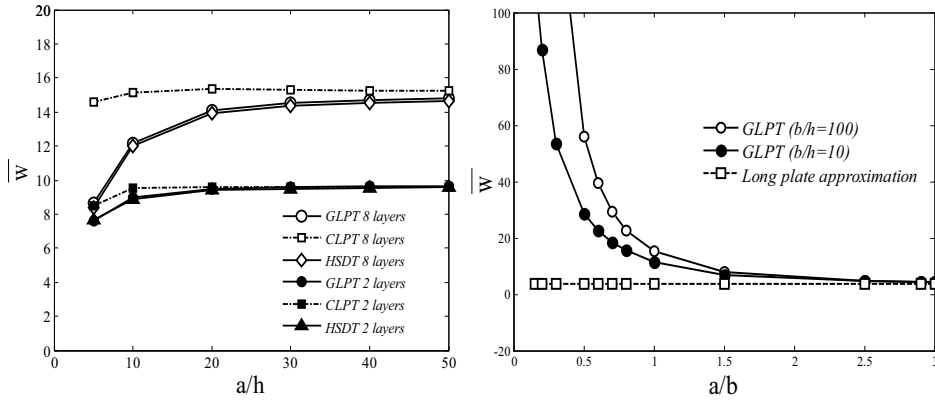 20
18
16
14
12
10
8
6
4
2
0
w
0
10
20
30
40
50
a/h
GLPT 8 layers
CLPT 8 layers
HSDT 8 layers
GLPT 2 layers
CLPT 2 layers
HSDT 2 layers
100
80
60
40
20
0
-20
w
0
0.5
1
1.5
2
2.5
3
a/b
GLPT (b/h=100)
GLPT (b/h=10)
Long plate approximation